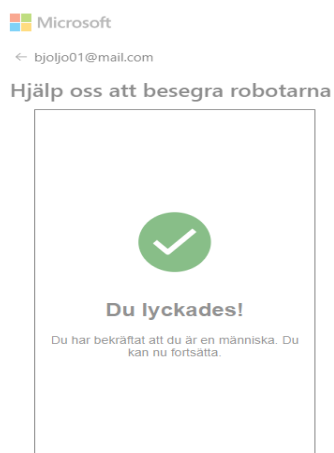 Microsoft
← bjoljo01@mail.com
Hjälp oss att besegra robotarna
Du lyckades!
Du har bekräftat att du är en människa. Du
kan nu fortsätta.